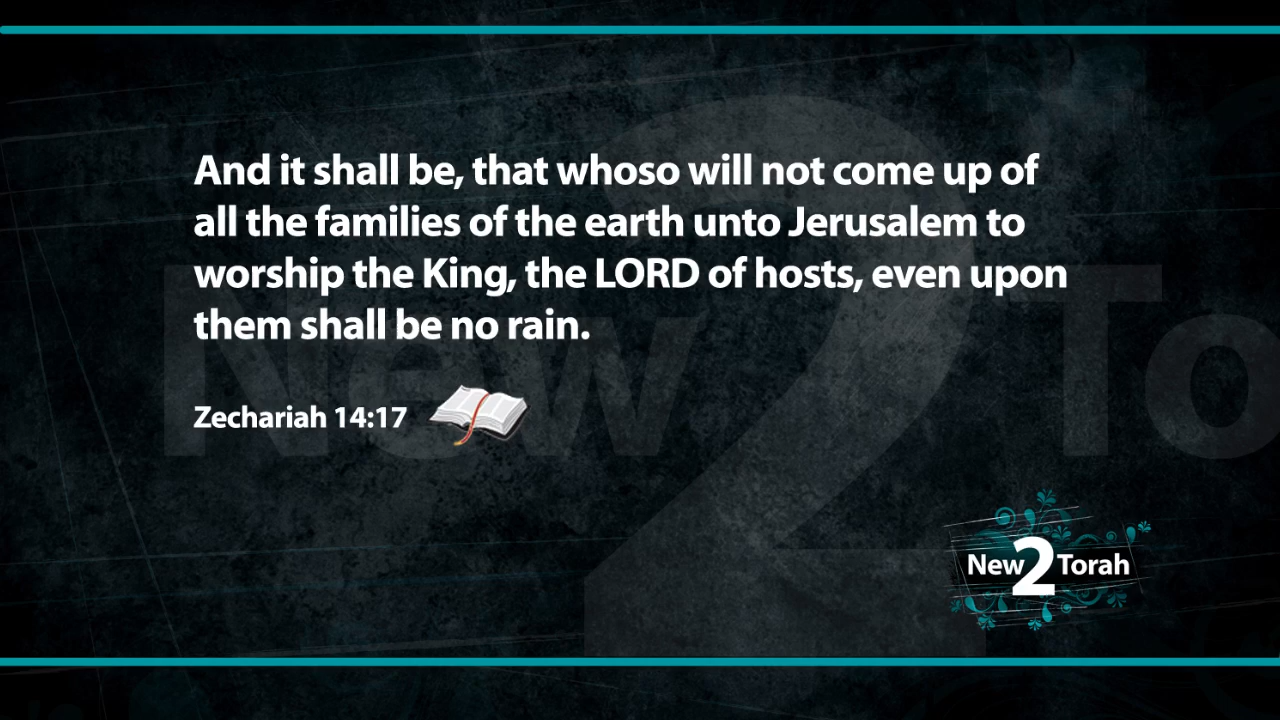 And it shall be, that whoso will not come up of
all the families of the earth unto Jerusalem to
worship the King, the LORD of hosts, even upon
them shall be no rain.
Zechariah 14:17
New2Torah
New 2 To